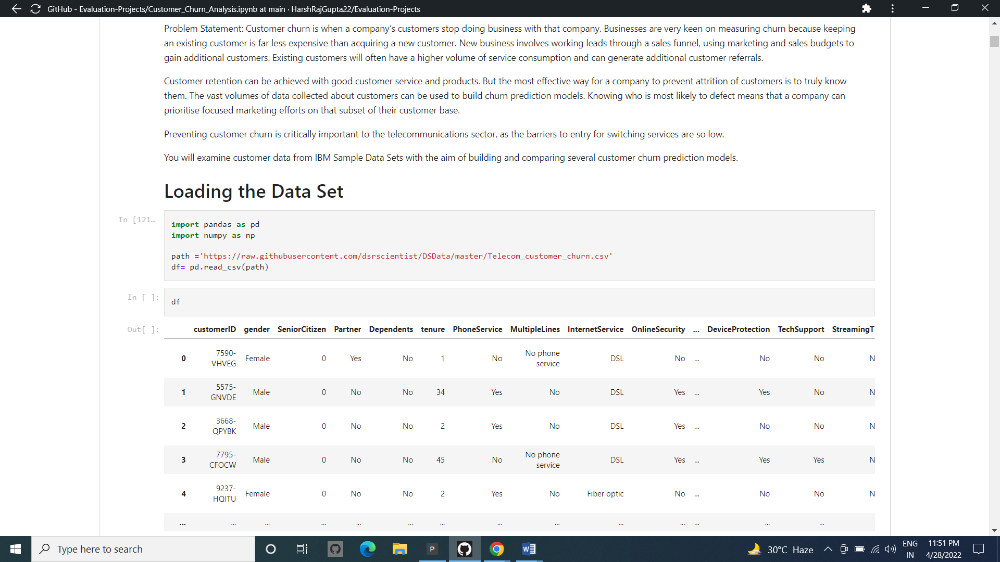 GitHub - Evaluation-Projects/Customer_Churn_Analysis.ipynb at main · HarshRajGupta22/Evaluation-Projects
Problem Statement: Customer churn is when a company's customers stop doing business with that company. Businesses are very keen on measuring churn because keeping
an existing customer is far less expensive than acquiring a new customer. New business involves working leads through a sales funnel, using marketing and sales budgets to
gain additional customers. Existing customers will often have a higher volume of service consumption and can generate additional customer referrals.
Customer retention can be achieved with good customer service and products. But the most effective way for a company to prevent attrition of customers is to truly know
them. The vast volumes of data collected about customers can be used to build churn prediction models. Knowing who is most likely to defect means that a company can
prioritise focused marketing efforts on that subset of their customer base.
Preventing customer churn is critically important to the telecommunications sector, as the barriers to entry for switching services are so low.
You will examine customer data from IBM Sample Data Sets with the aim of building and comparing several customer churn prediction models.
Loading the Data Set
In [121…
import pandas as pd
import numpy as np
path ='https://raw.githubusercontent.com/dsrscientist/DSData/master/Telecom_customer_churn.csv'
df= pd.read_csv(path)
In [ ]:
df
Out[ ]:
customerID gender SeniorCitizen Partner Dependents tenure PhoneService MultipleLines InternetService OnlineSecurity ... DeviceProtection TechSupport StreamingT
0 7590-VHVEG Female 0 Yes No 1 No No phone service DSL No ... No No N
1 5575-GNVDE Male 0 No No 34 Yes No DSL Yes ... Yes No N
2 3668-QPYBK Male 0 No No 2 Yes No DSL Yes ... No No N
3 7795-CFOCW Male 0 No No 45 No No phone service DSL Yes ... Yes Yes N
4 9237-HQITU Female 0 No No 2 Yes No Fiber optic No ... No No N
... ... ... ... ... ... ... ... ... ... ... ... ... ...
Type here to search
P
W
30°C Haze
ENG
IN
11:51 PM
4/28/2022